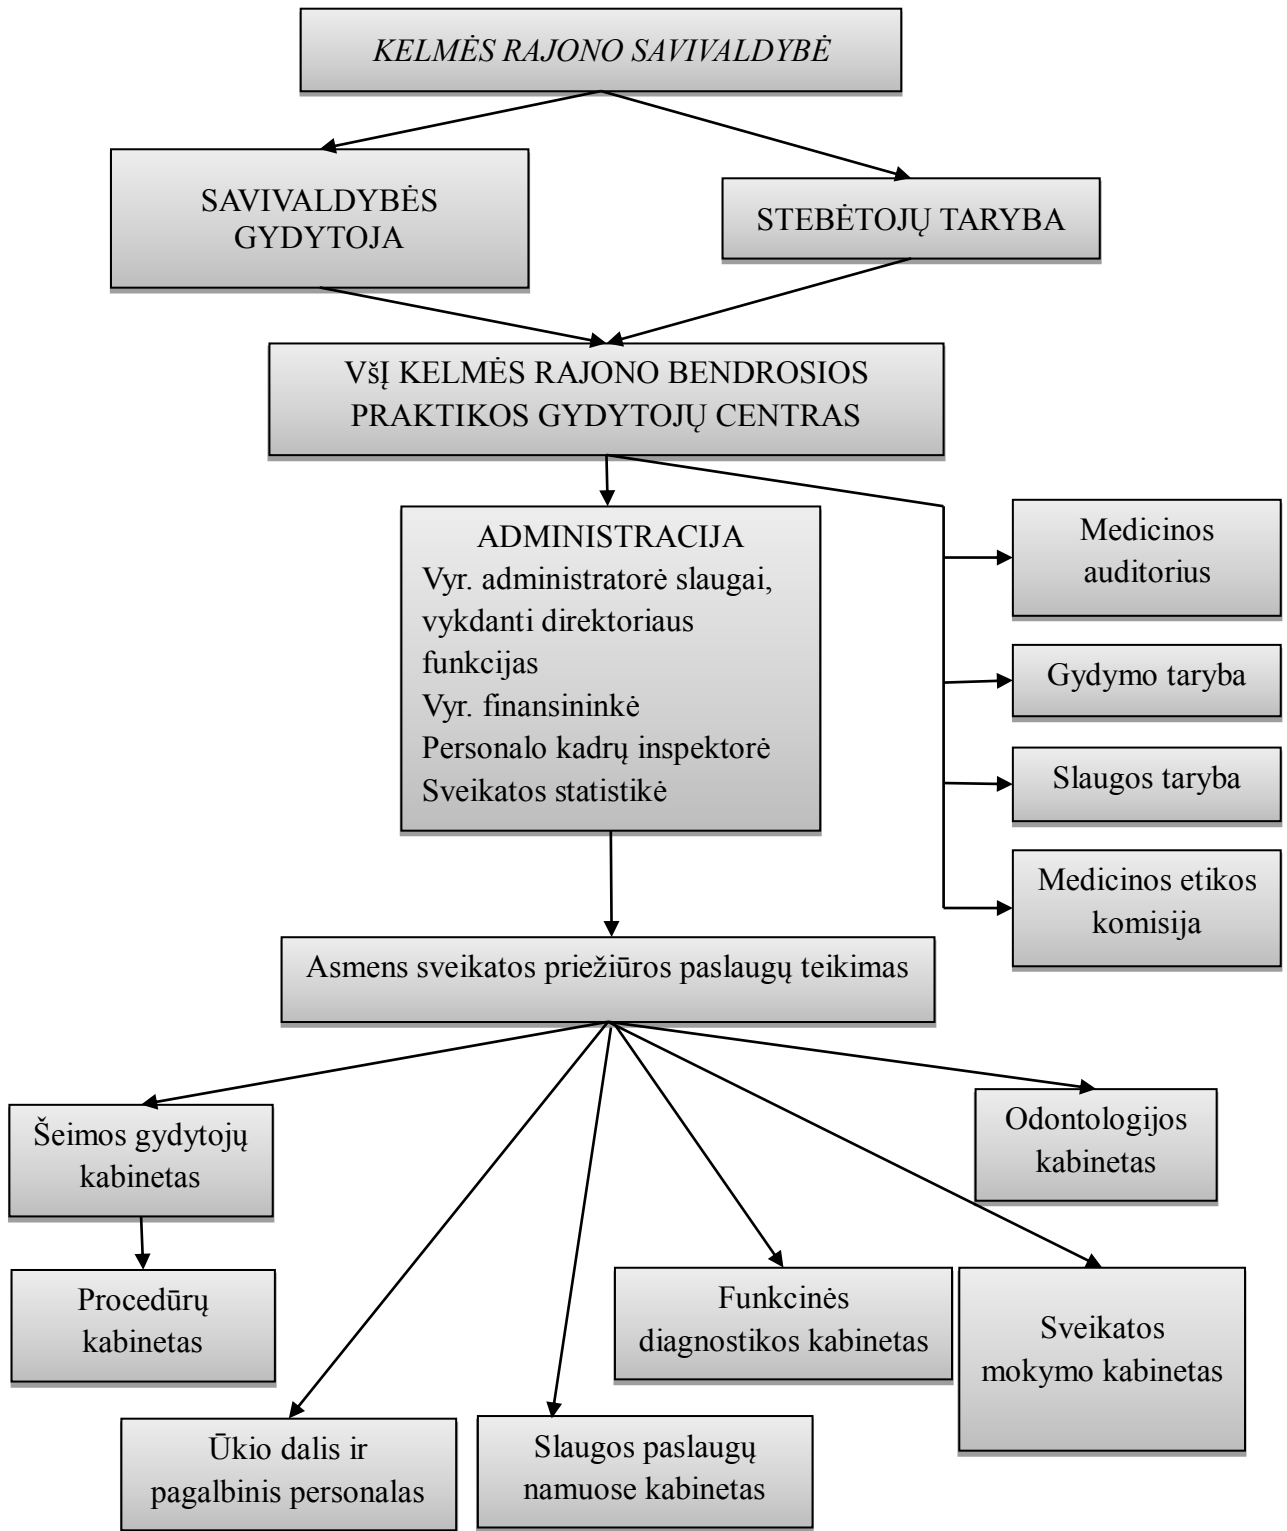 KELMĖS RAJONO SAVIVALDYBĖ
SAVIVALDYBĖS
GYDYTOJA
STEBĖTOJŲ TARYBA
VšĮ KELMĖS RAJONO BENDROSIOS
PRAKTIKOS GYDYTOJŲ CENTRAS
ADMINISTRACIJA
Vyr. administratorė slaugai,
vykdanti direktoriaus
funkcijas
Vyr. finansininkė
Personalo kadrų inspektorė
Sveikatos statistikė
Medicinos
auditorius
Gydymo taryba
Slaugos taryba
Medicinos etikos
komisija
Asmens sveikatos priežiūros paslaugų teikimas
Šeimos gydytojų
kabinetas
Odontologijos
kabinetas
Procedūrų
kabinetas
Funkcinės
diagnostikos kabinetas
Sveikatos
mokymo kabinetas
Ūkio dalis ir
pagalbinis personalas
Slaugos paslaugų
namuose kabinetas